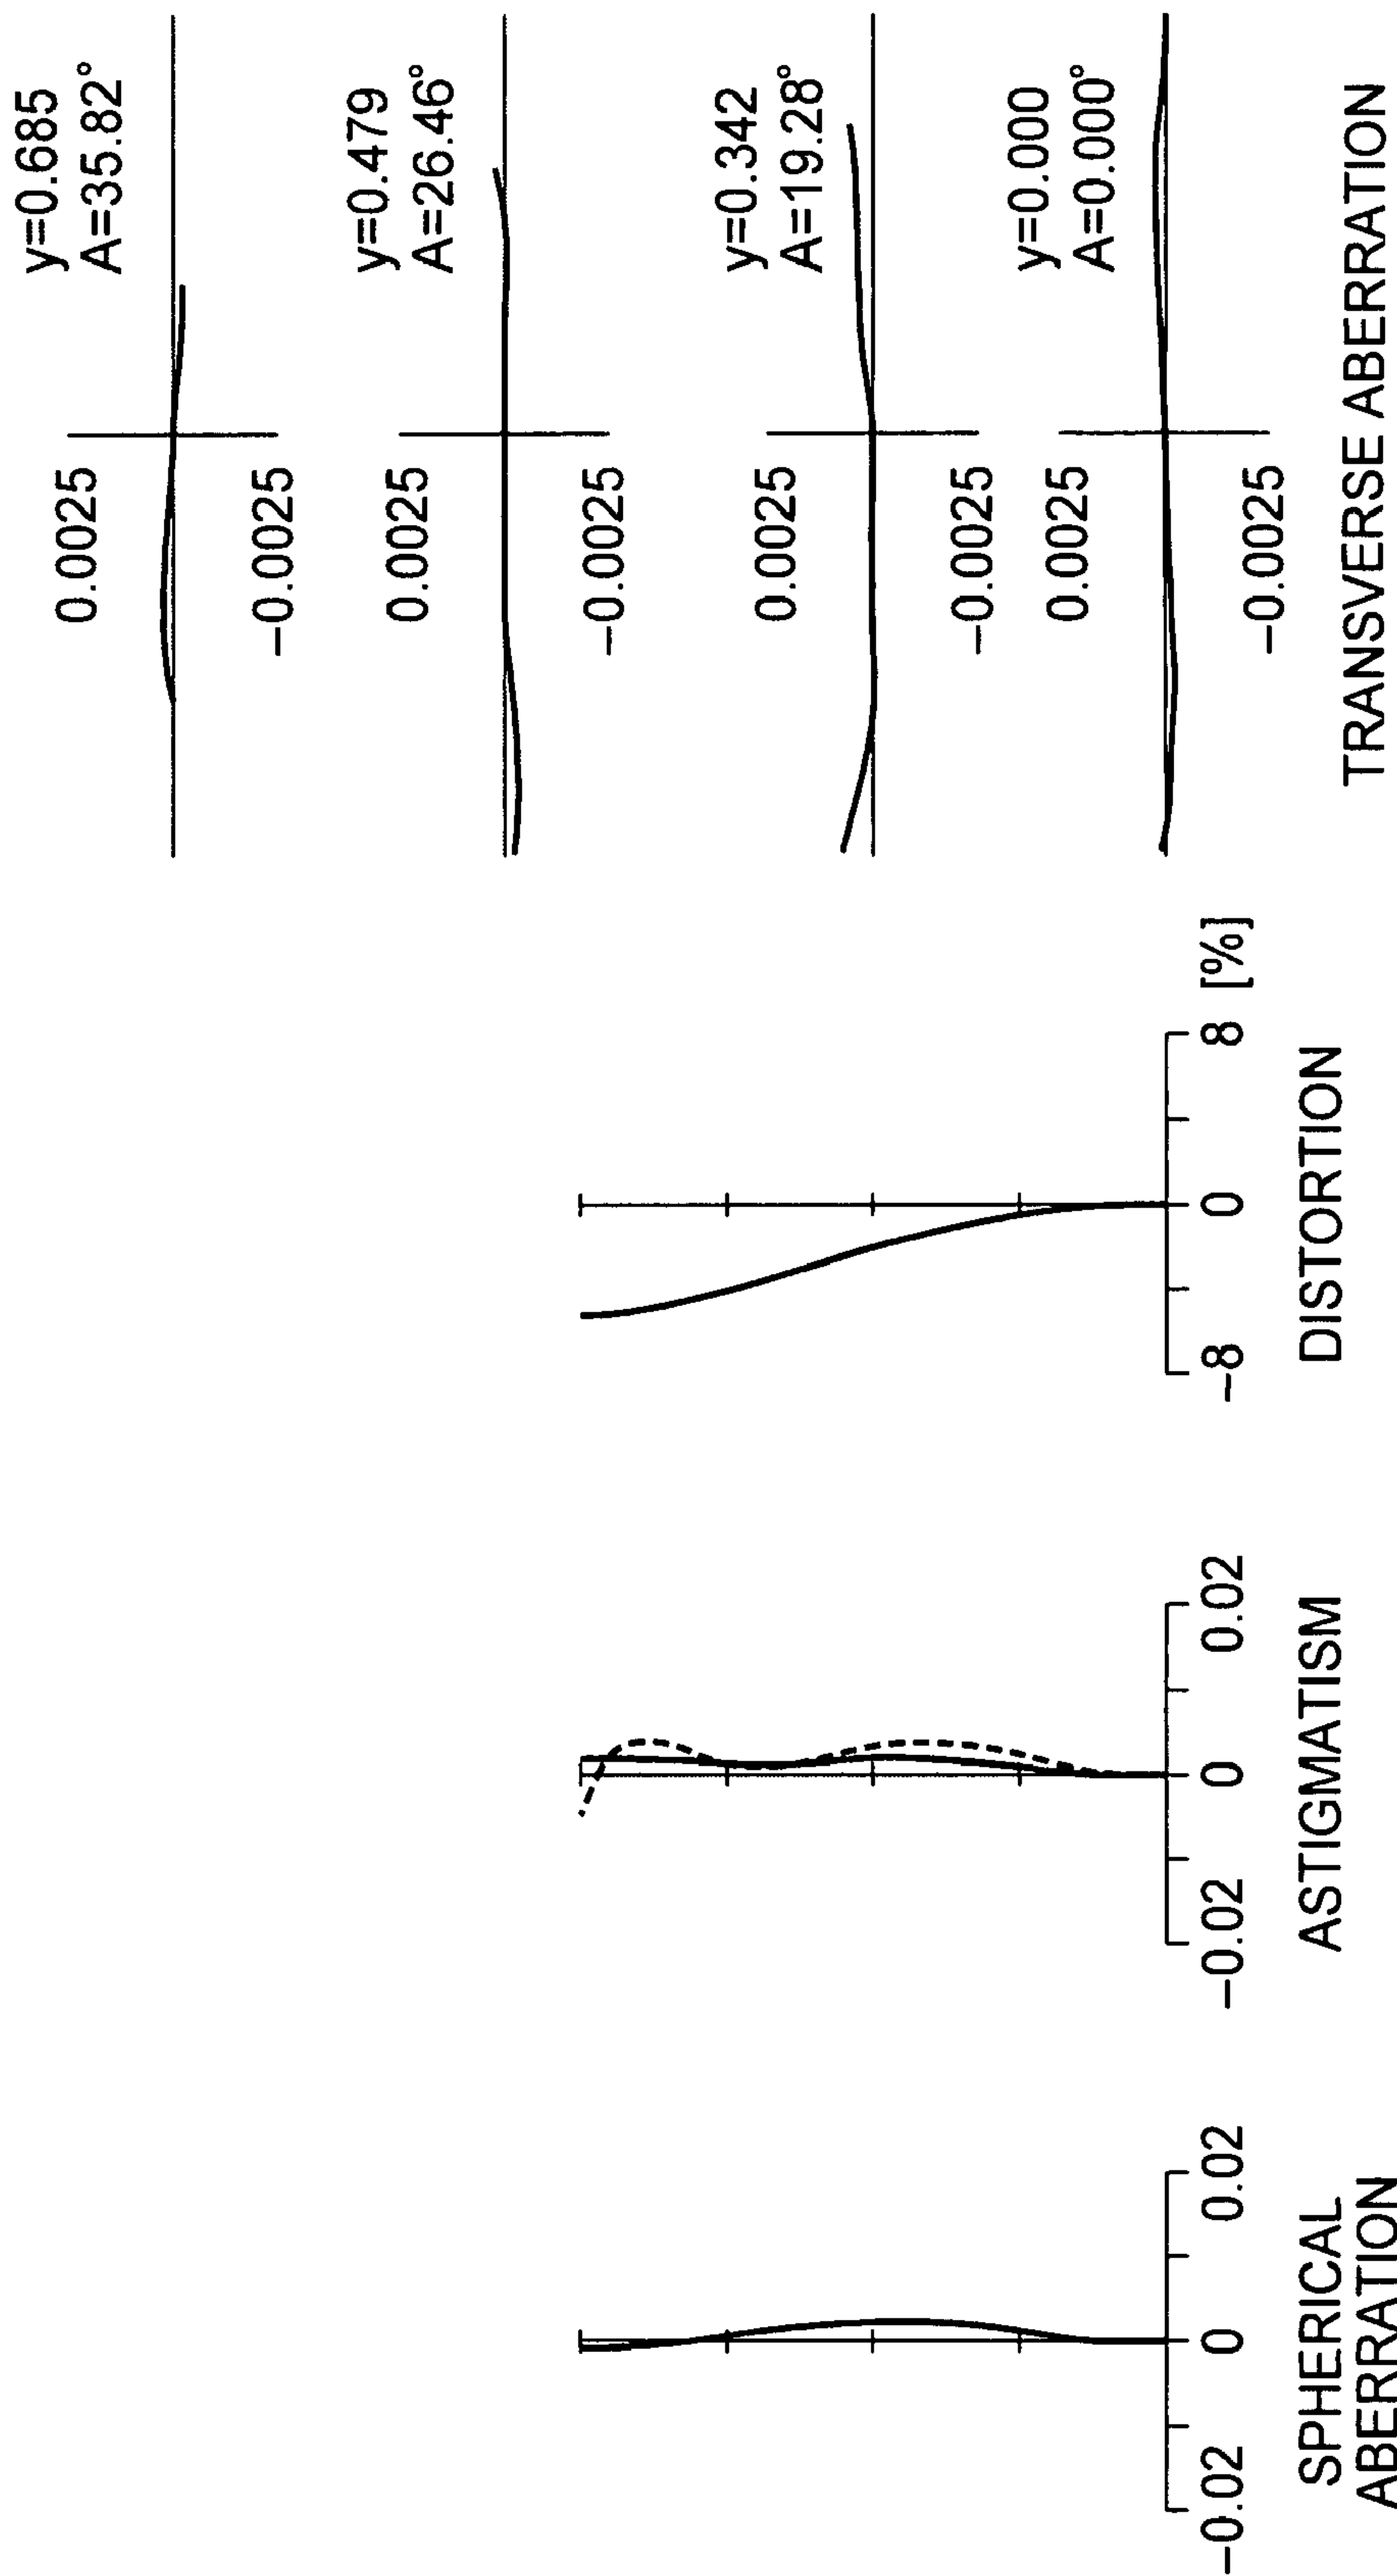 -0.02
0
0.02
SPHERICAL
ABERRATION
-0.02
0
0.02
ASTIGMATISM
-8
0
8
[%]
DISTORTION
y=0.685
A=35.82°
0.0025
-0.0025
y=0.479
A=26.46°
0.0025
-0.0025
y=0.342
A=19.28°
0.0025
-0.0025
y=0.000
A=0.000°
0.0025
-0.0025
TRANSVERSE ABERRATION